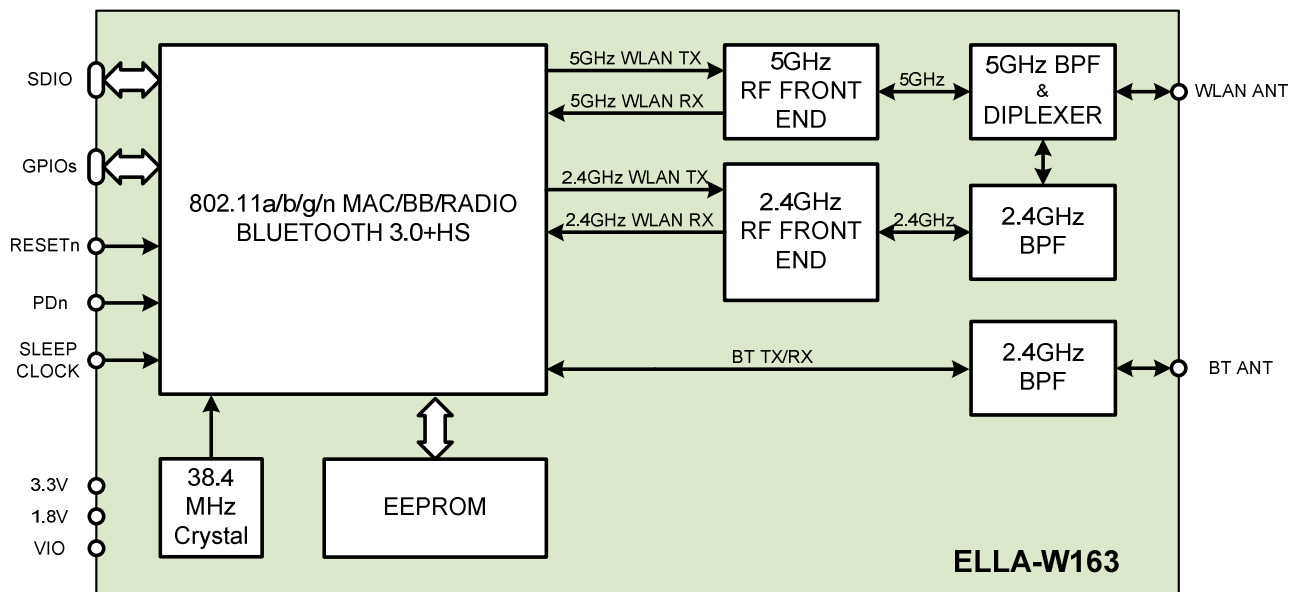 SDIO
GPIOs
RESETn
PDn
SLEEP
CLOCK
3.3V
1.8V
VIO
802.11a/b/g/n MAC/BB/RADIO
BLUETOOTH 3.0+HS
38.4
MHz
Crystal
EEPROM
5GHz WLAN TX
5GHz WLAN RX
2.4GHz WLAN TX
2.4GHz WLAN RX
BT TX/RX
5GHz
RF FRONT
END
2.4GHz
RF FRONT
END
5GHz
2.4GHz
5GHz BPF
&
DIPLEXER
2.4GHz
BPF
2.4GHz
BPF
WLAN ANT
BT ANT
ELLA-W163